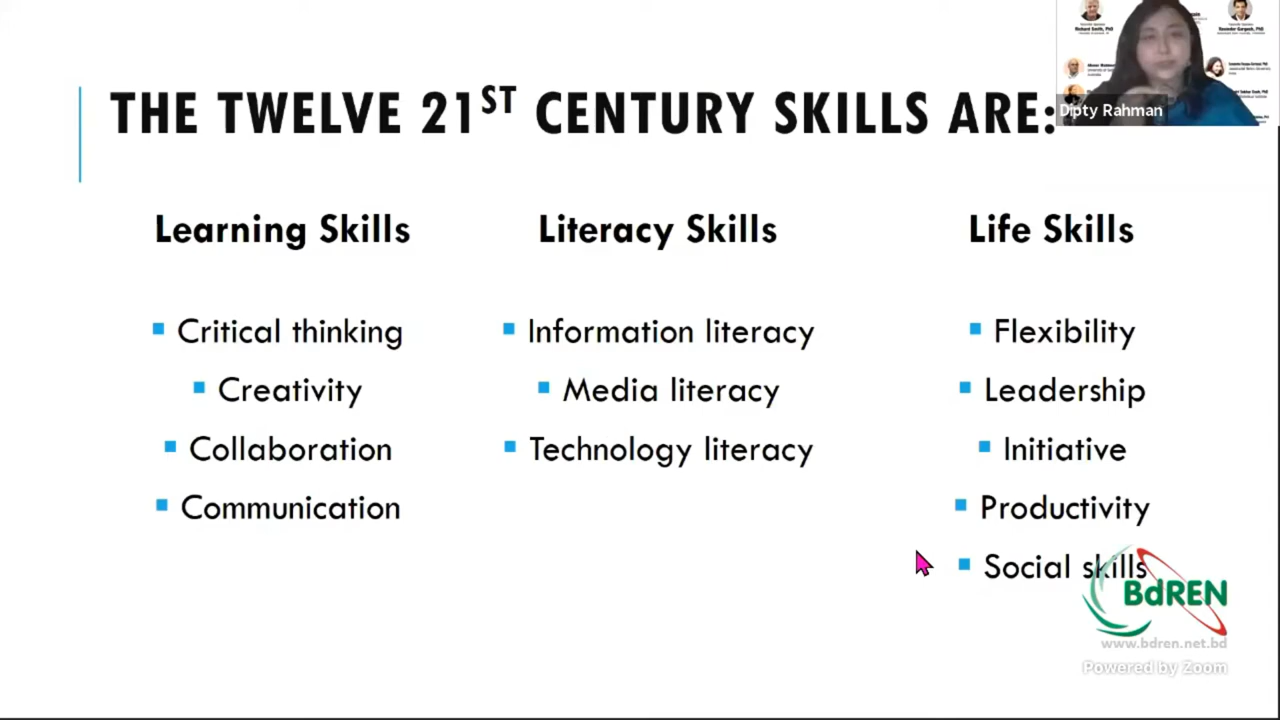 THE TWELVE 21ST CENTURY SKILLS ARE:
Dipty Rahman
Learning Skills
Critical thinking
Creativity
Collaboration
Communication
Literacy Skills
Information literacy
Media literacy
Technology literacy
Life Skills
Flexibility
Leadership
Initiative
Productivity
Social skills
BdREN
www.bdren.net.bd
Powered by Zoom